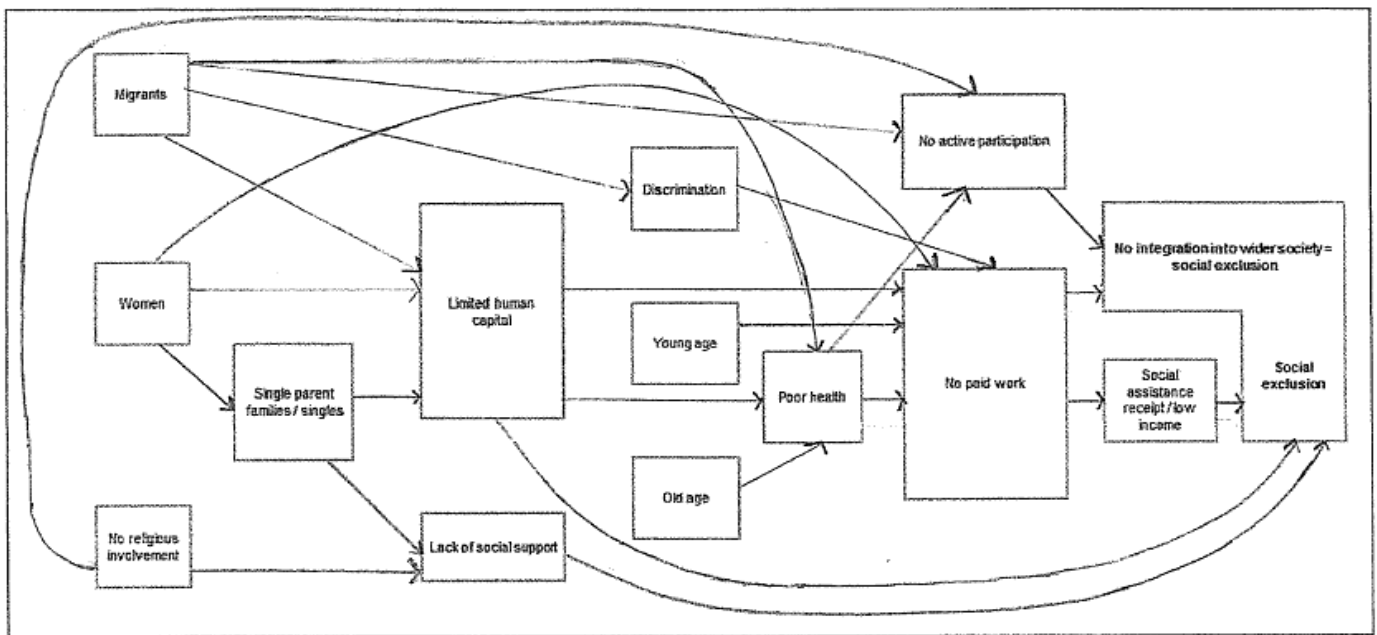 Migrants
No active participation
Discrimination
No integration into wider society =
social exclusion
Women
Limited human
capital
Young age
Single parent
families / singles
Poor health
No paid work
Social
assistance
receipt / low
income
Social
exclusion
Old age
No religious
involvement
Lack of social support